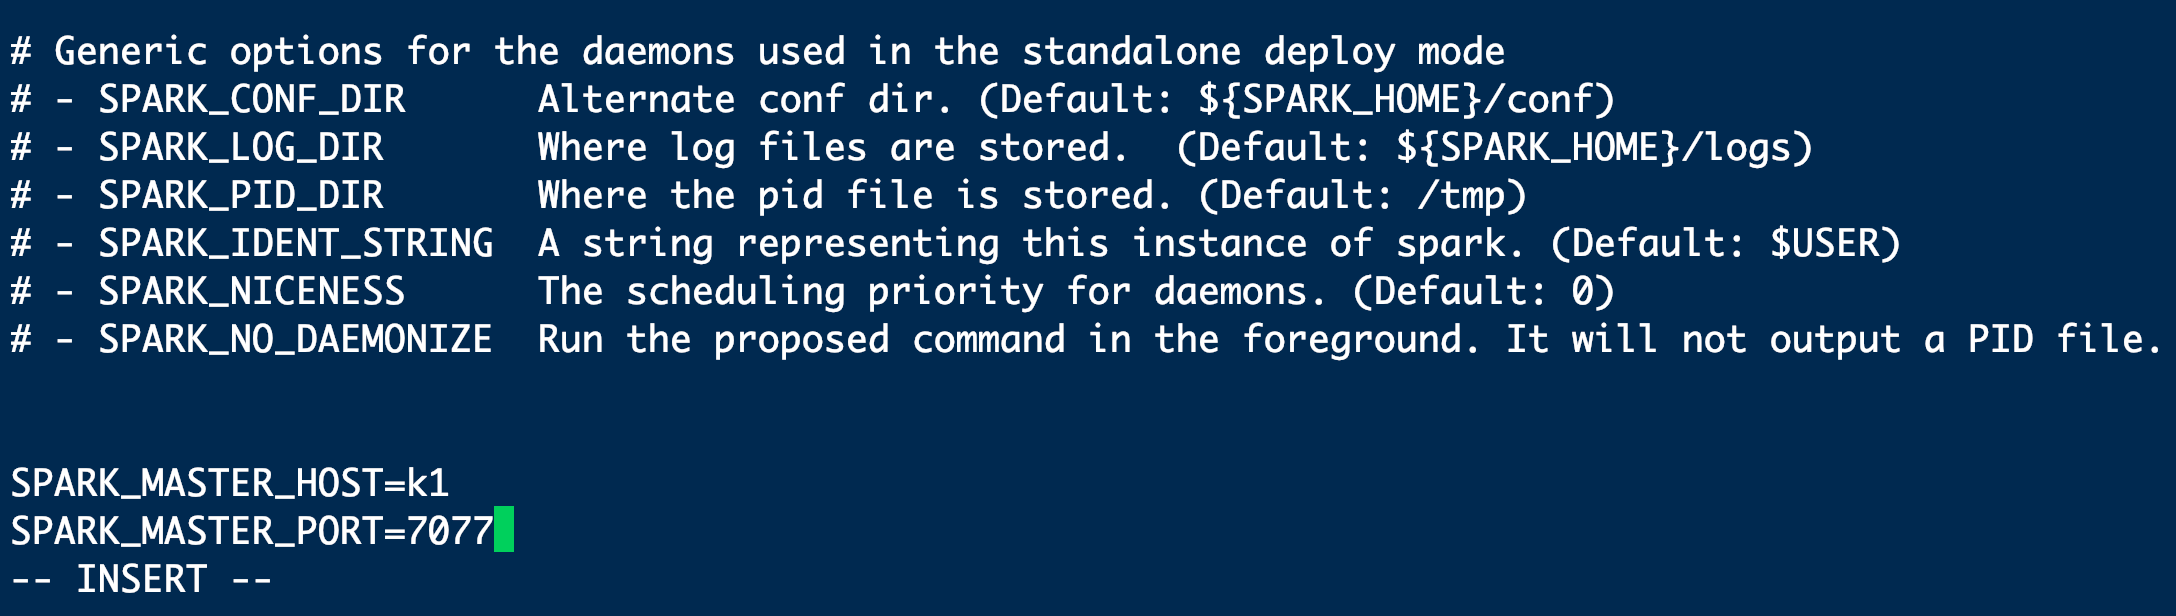 # Generic options for the daemons used in the standalone deploy mode
# - SPARK_CONF_DIR      Alternate conf dir. (Default: ${SPARK_HOME}/conf)
# - SPARK_LOG_DIR       Where log files are stored.  (Default: ${SPARK_HOME}/logs)
# - SPARK_PID_DIR       Where the pid file is stored. (Default: /tmp)
# - SPARK_IDENT_STRING  A string representing this instance of spark. (Default: $USER)
# - SPARK_NICENESS      The scheduling priority for daemons. (Default: 0)
# - SPARK_NO_DAEMONIZE  Run the proposed command in the foreground. It will not output a PID file.
SPARK_MASTER_HOST=k1
SPARK_MASTER_PORT=7077
-- INSERT --